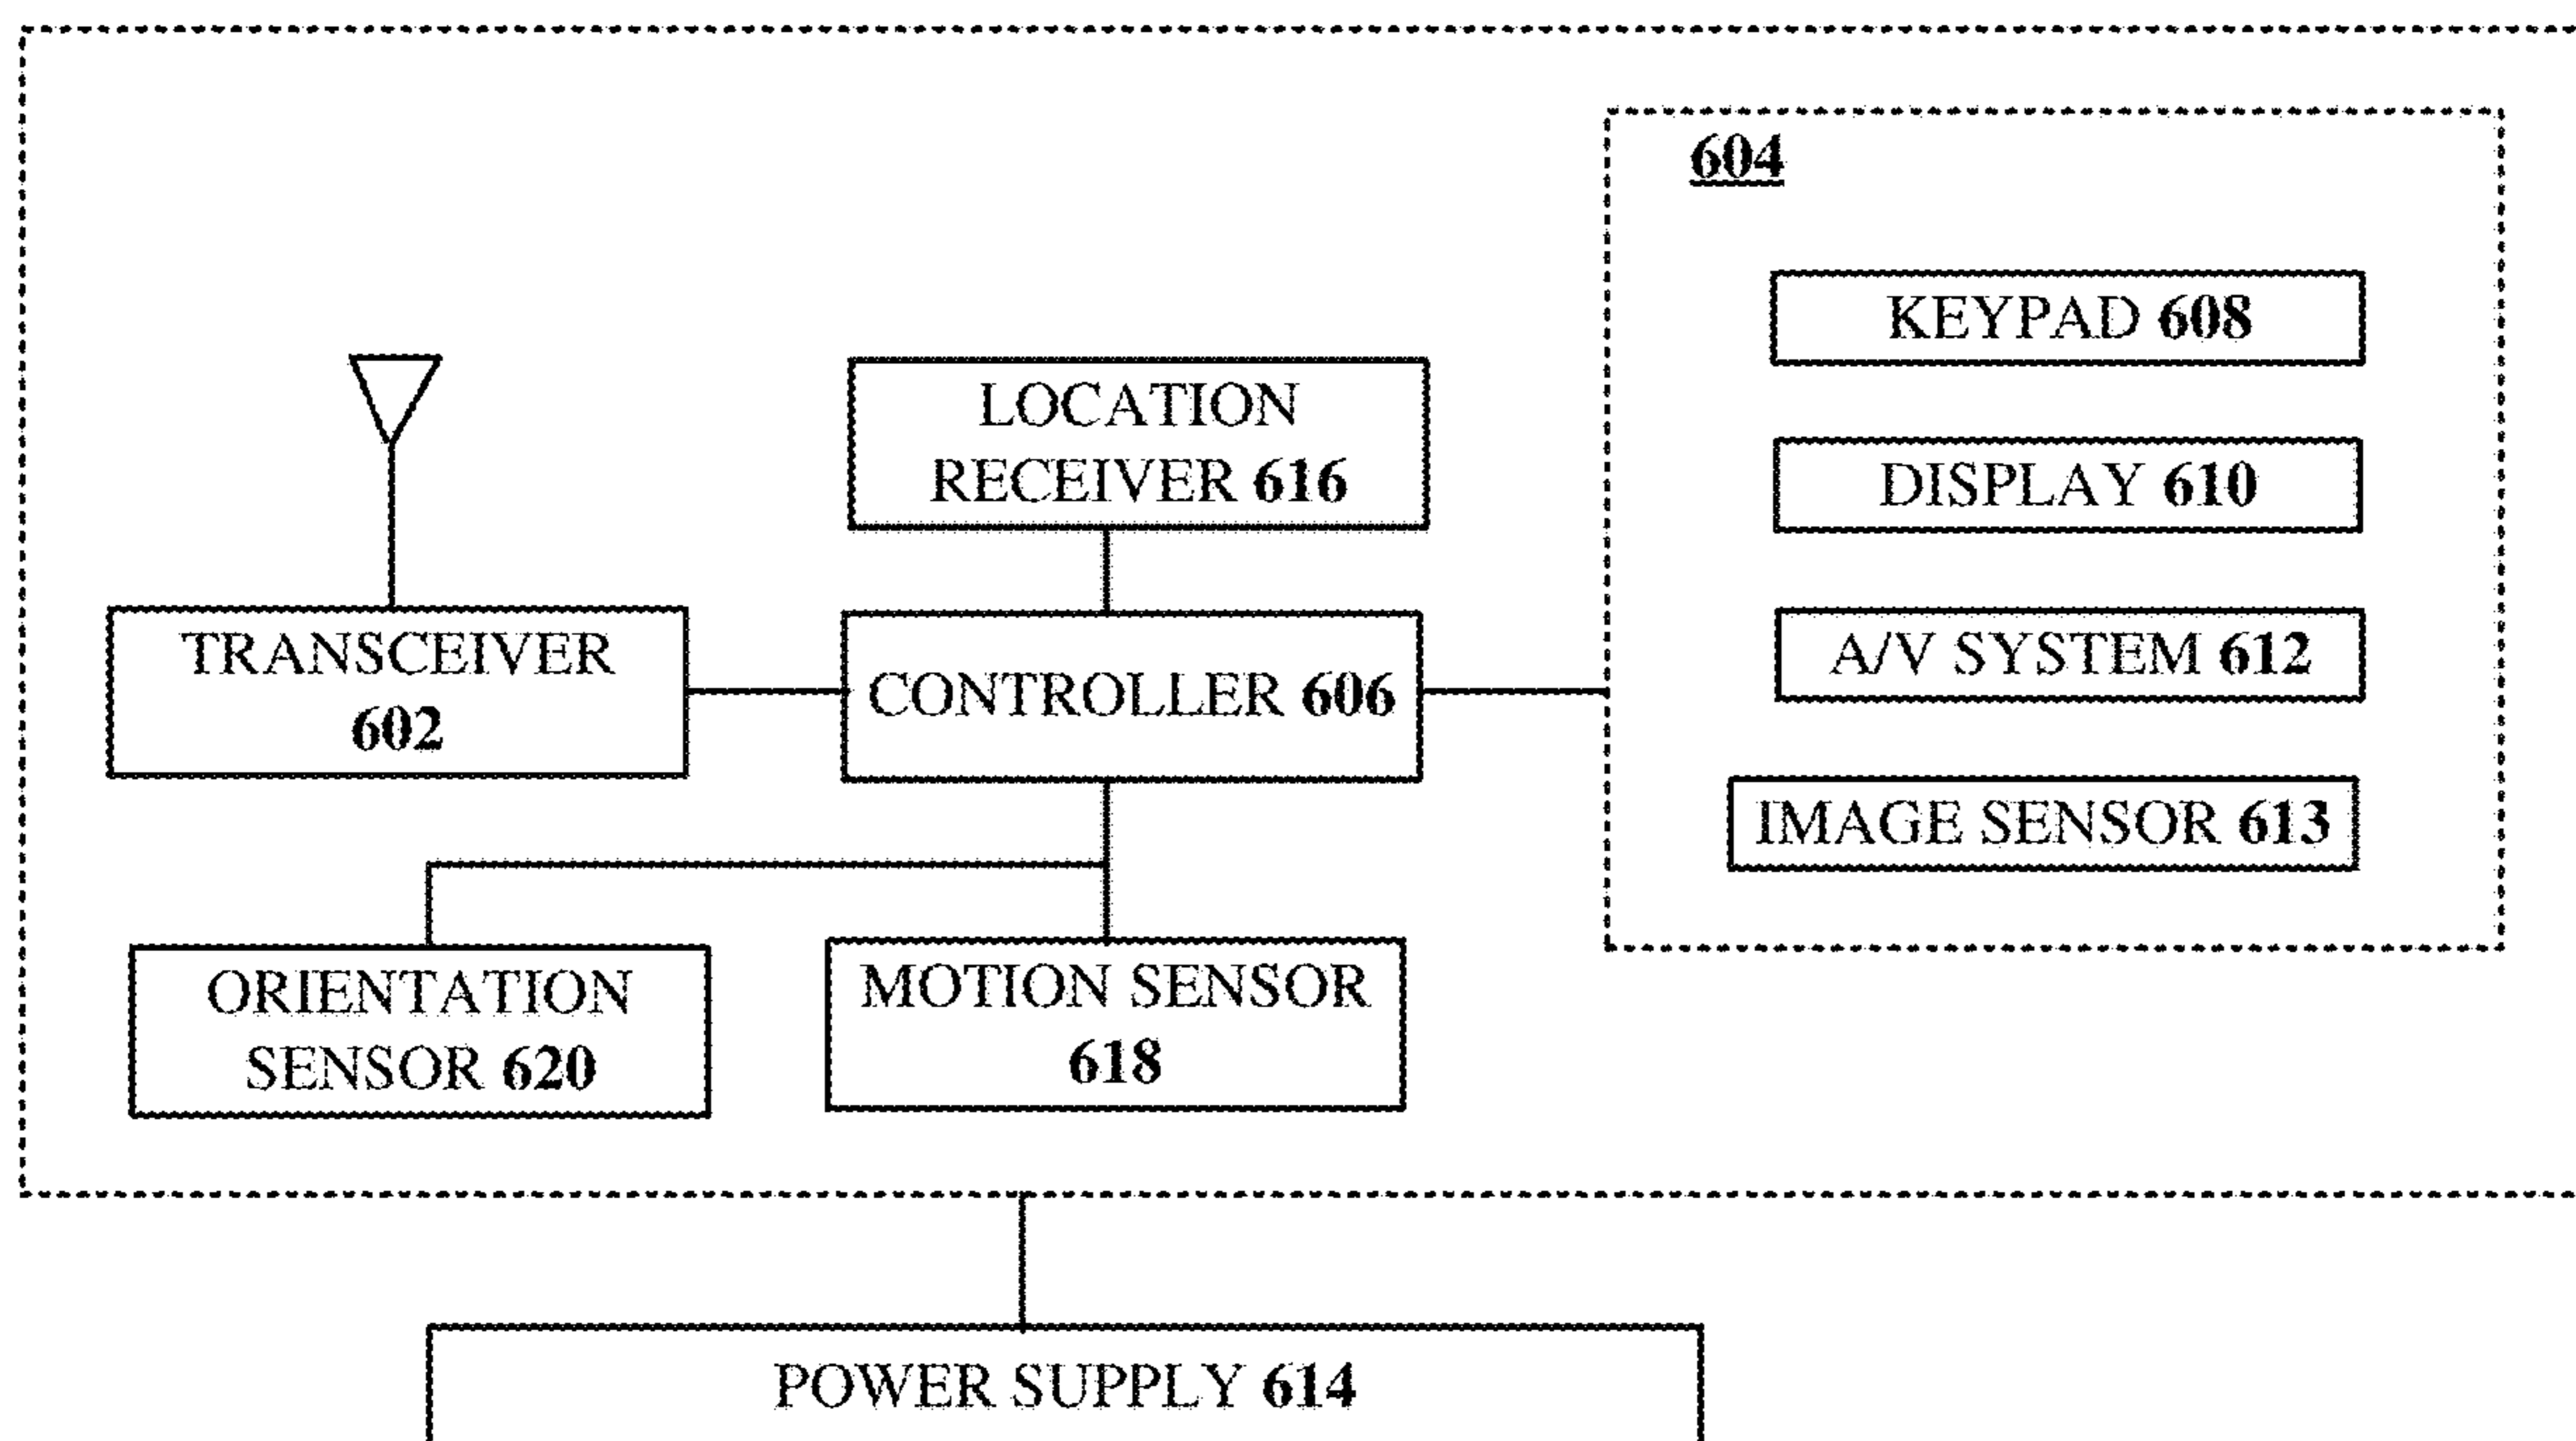 604
KEYPAD 608
LOCATION
RECEIVER 616
DISPLAY 610
TRANSCEIVER
602
CONTROLLER 606
A/V SYSTEM 612
IMAGE SENSOR 613
ORIENTATION
SENSOR 620
MOTION SENSOR
618
POWER SUPPLY 614